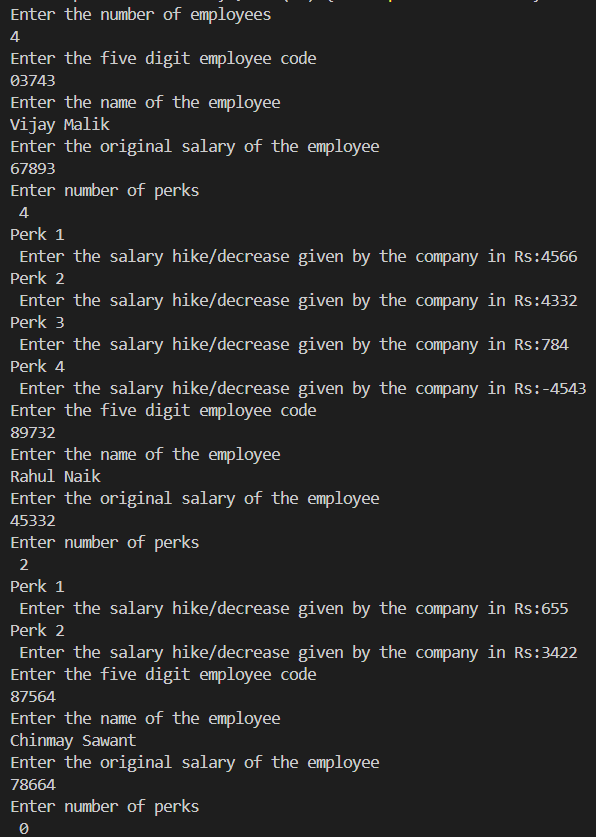 Enter the number of employees
4
Enter the five digit employee code
03743
Enter the name of the employee
Vijay Malik
Enter the original salary of the employee
67893
Enter number of perks
4
Perk 1
Enter the salary hike/decrease given by the company in Rs:4566
Perk 2
Enter the salary hike/decrease given by the company in Rs:4332
Perk 3
Enter the salary hike/decrease given by the company in Rs:784
Perk 4
Enter the salary hike/decrease given by the company in Rs:-4543
Enter the five digit employee code
89732
Enter the name of the employee
Rahul Naik
Enter the original salary of the employee
45332
Enter number of perks
2
Perk 1
Enter the salary hike/decrease given by the company in Rs:655
Perk 2
Enter the salary hike/decrease given by the company in Rs:3422
Enter the five digit employee code
87564
Enter the name of the employee
Chinmay Sawant
Enter the original salary of the employee
78664
Enter number of perks
0